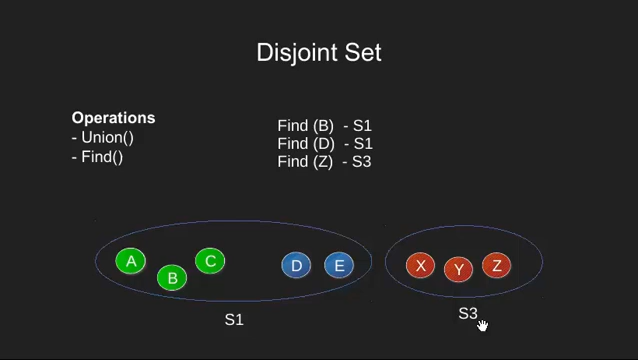 Disjoint Set
Operations
- Union()
- Find()
Find (B) - S1
Find (D) - S1
Find (Z) - S3
A
B
C
D
E
X
Y
Z
S1
S3